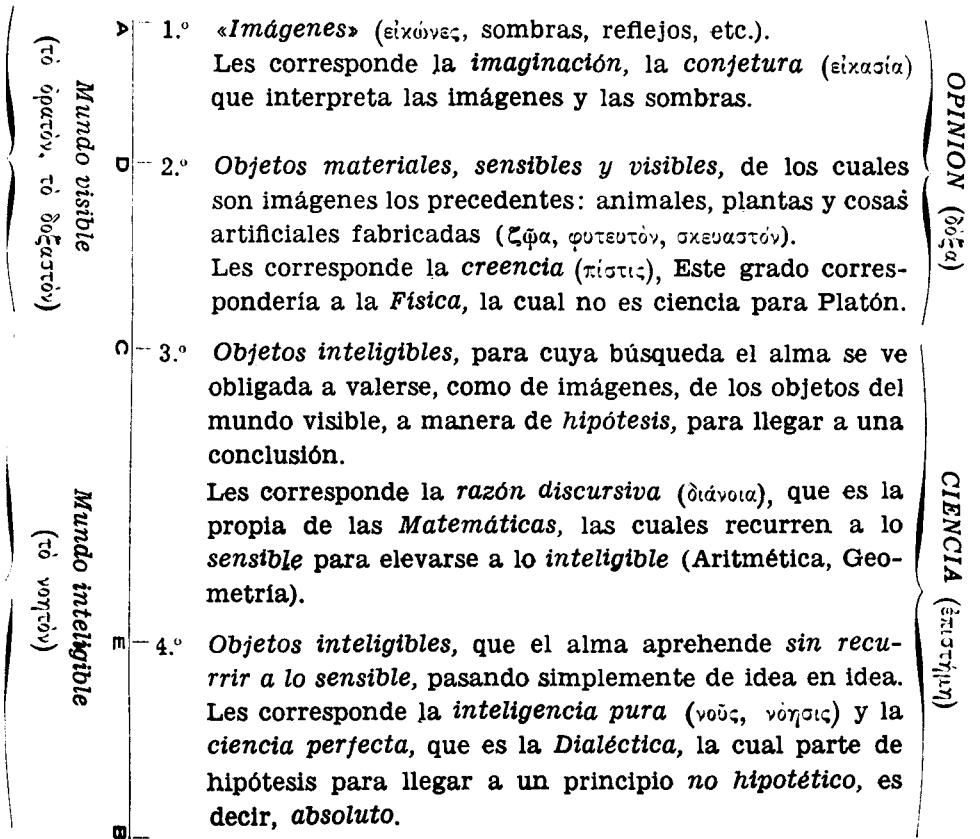 Mundo visible
(τὸ ὁρατόν, τὸ δοξαστόν)
A
1.º «Imágenes» (εἰκώνες, sombras, reflejos, etc.).
Les corresponde la imaginación, la conjetura (εἰκασία)
que interpreta las imágenes y las sombras.
D
2.º Objetos materiales, sensibles y visibles, de los cuales
son imágenes los precedentes: animales, plantas y cosas
artificiales fabricadas (ζῷα, φυτευτὸν, σκευαστόν).
Les corresponde la creencia (πίστις), Este grado corres-
pondería a la Física, la cual no es ciencia para Platón.
OPINION (δόξα)
Mundo inteligible
(τὸ νοητόν)
C
3.º Objetos inteligibles, para cuya búsqueda el alma se ve
obligada a valerse, como de imágenes, de los objetos del
mundo visible, a manera de hipótesis, para llegar a una
conclusión.
Les corresponde la razón discursiva (διάνοια), que es la
propia de las Matemáticas, las cuales recurren a lo
sensible para elevarse a lo inteligible (Aritmética, Geo-
metría).
E
4.º Objetos inteligibles, que el alma aprehende sin recu-
rrir a lo sensible, pasando simplemente de idea en idea.
Les corresponde la inteligencia pura (νοῦς, νόησις) y la
ciencia perfecta, que es la Dialéctica, la cual parte de
hipótesis para llegar a un principio no hipotético, es
decir, absoluto.
B
CIENCIA (ἐπιστήμη)